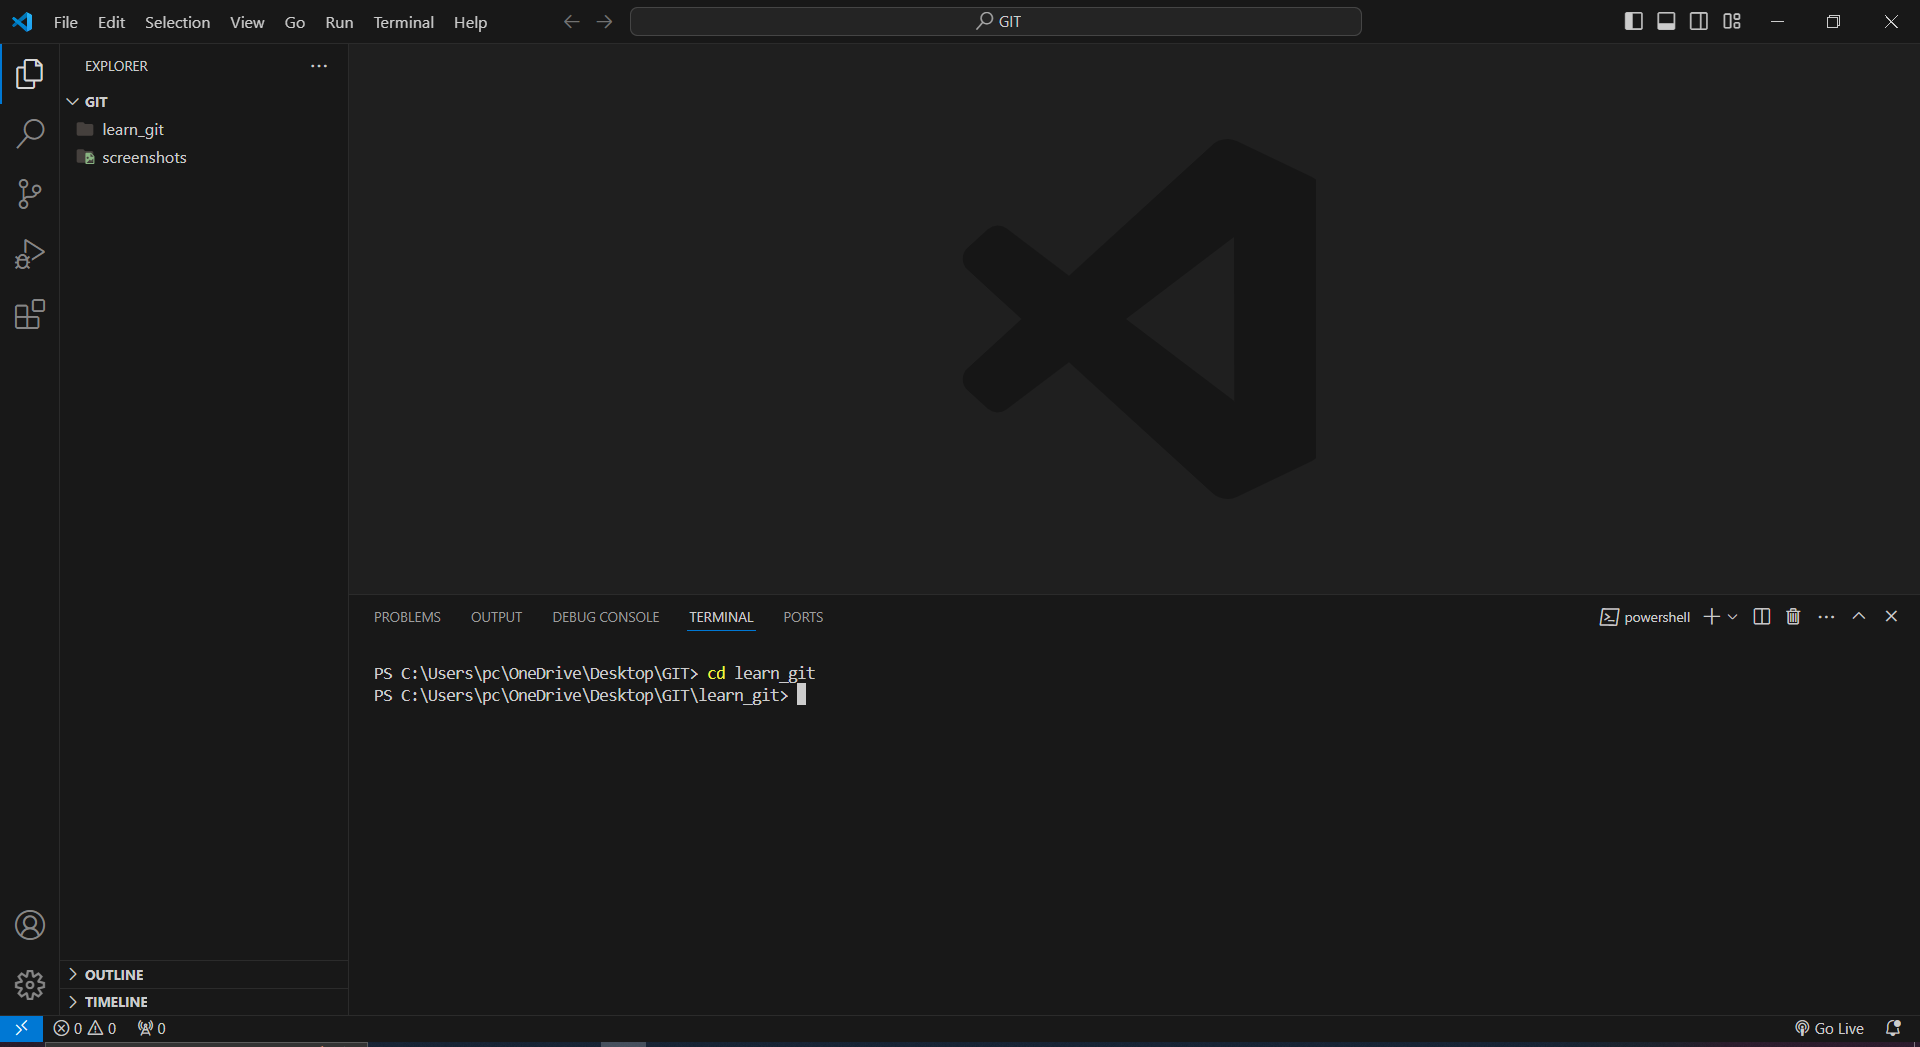 File Edit Selection View Go Run Terminal Help
GIT
EXPLORER
GIT
learn_git
screenshots
PROBLEMS OUTPUT DEBUG CONSOLE TERMINAL PORTS
powershell
PS C:\Users\pc\OneDrive\Desktop\GIT> cd learn_git
PS C:\Users\pc\OneDrive\Desktop\GIT\learn_git>
OUTLINE
TIMELINE
0 0 0
Go Live